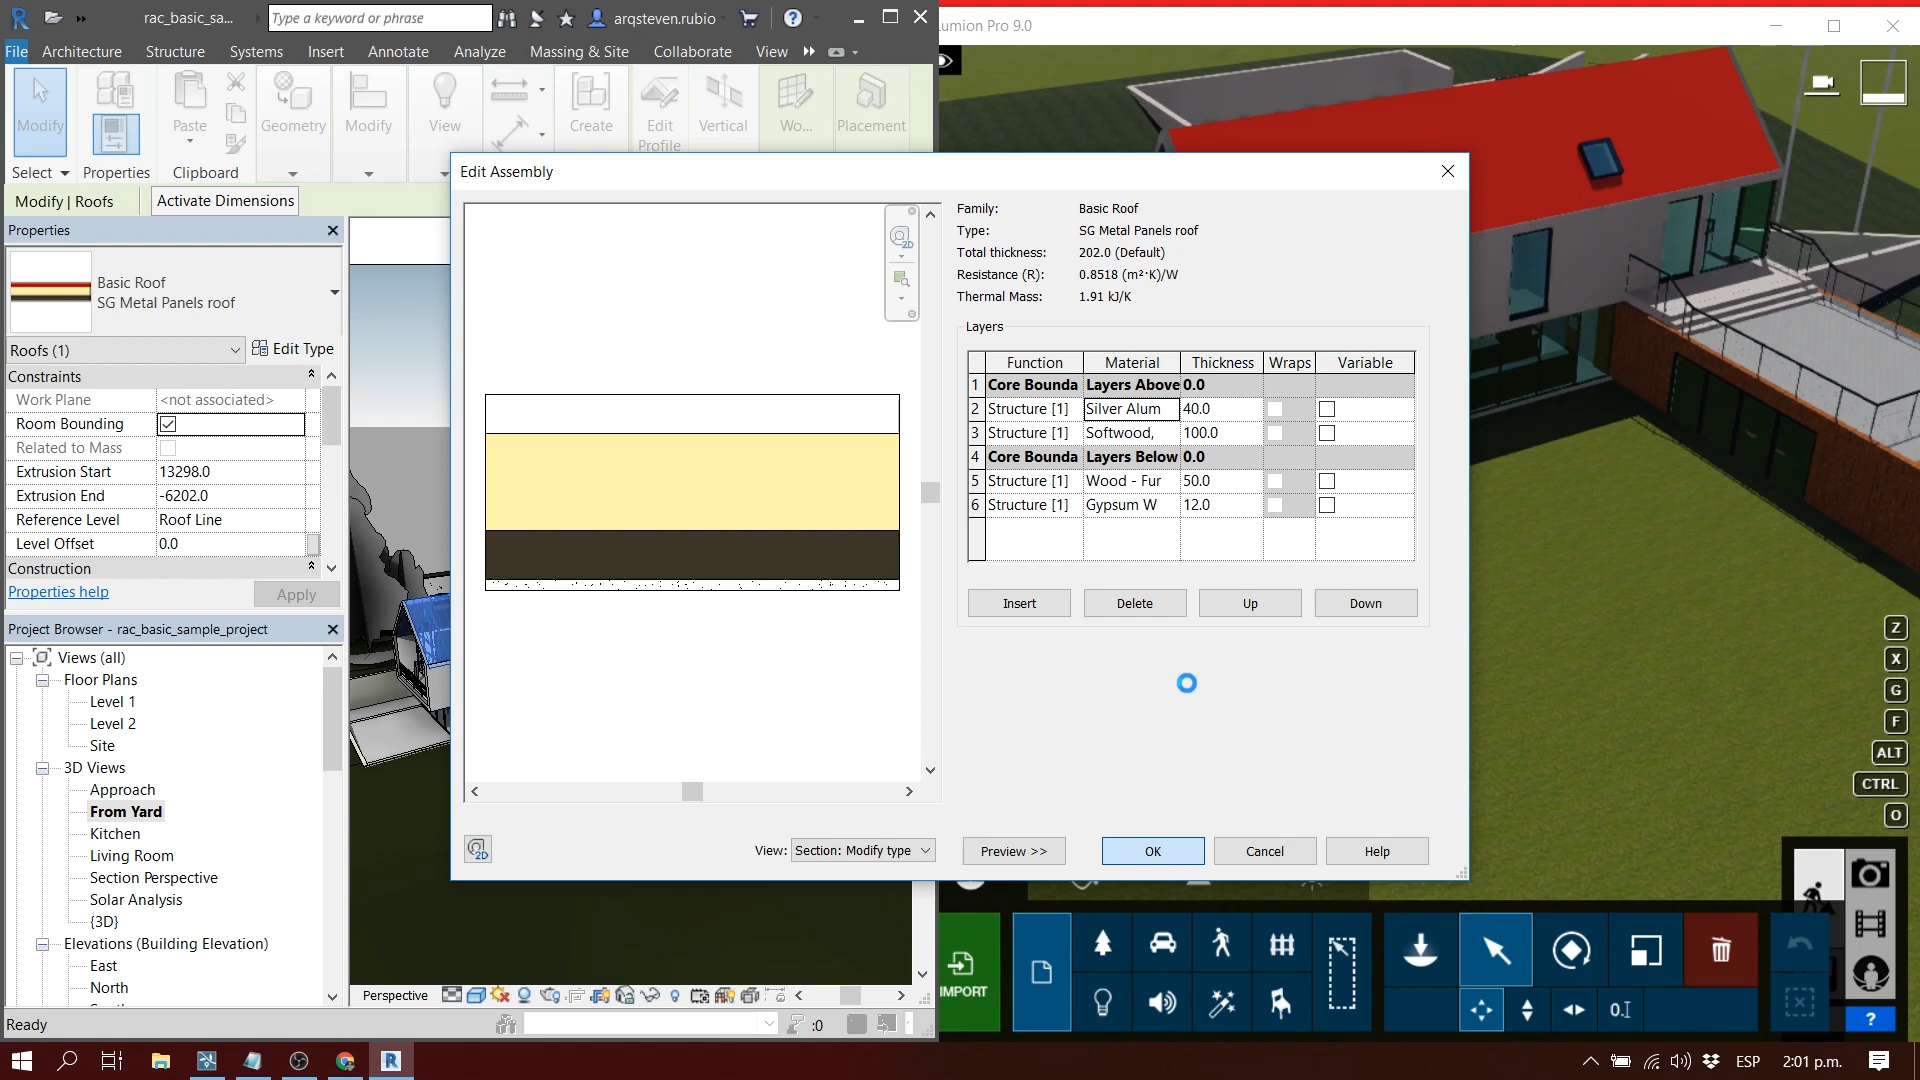 rac_basic_sa...
Type a keyword or phrase
arqsteven.rubio
File Architecture Structure Systems Insert Annotate Analyze Massing & Site Collaborate View
Modify
Paste
Geometry
Modify
View
Create
Edit
Profile
Vertical
Wo...
Placement
Select Properties Clipboard
Modify | Roofs
Activate Dimensions
Properties
Basic Roof
SG Metal Panels roof
Roofs (1)
Edit Type
Constraints
Work Plane <not associated>
Room Bounding
Related to Mass
Extrusion Start 13298.0
Extrusion End -6202.0
Reference Level Roof Line
Level Offset 0.0
Construction
Properties help
Apply
Project Browser - rac_basic_sample_project
Views (all)
Floor Plans
Level 1
Level 2
Site
3D Views
Approach
From Yard
Kitchen
Living Room
Section Perspective
Solar Analysis
{3D}
Elevations (Building Elevation)
East
North
Perspective
Ready
:0
Edit Assembly
Family: Basic Roof
Type: SG Metal Panels roof
Total thickness: 202.0 (Default)
Resistance (R): 0.8518 (m²·K)/W
Thermal Mass: 1.91 kJ/K
Layers
Function Material Thickness Wraps Variable
1 Core Bounda Layers Above 0.0
2 Structure [1] Silver Alum 40.0
3 Structure [1] Softwood, 100.0
4 Core Bounda Layers Below 0.0
5 Structure [1] Wood - Fur 50.0
6 Structure [1] Gypsum W 12.0
Insert Delete Up Down
2D
2D
View: Section: Modify type
Preview >>
OK
Cancel
Help
umion Pro 9.0
Z
X
G
F
ALT
CTRL
O
IMPORT
?
ESP
2:01 p.m.